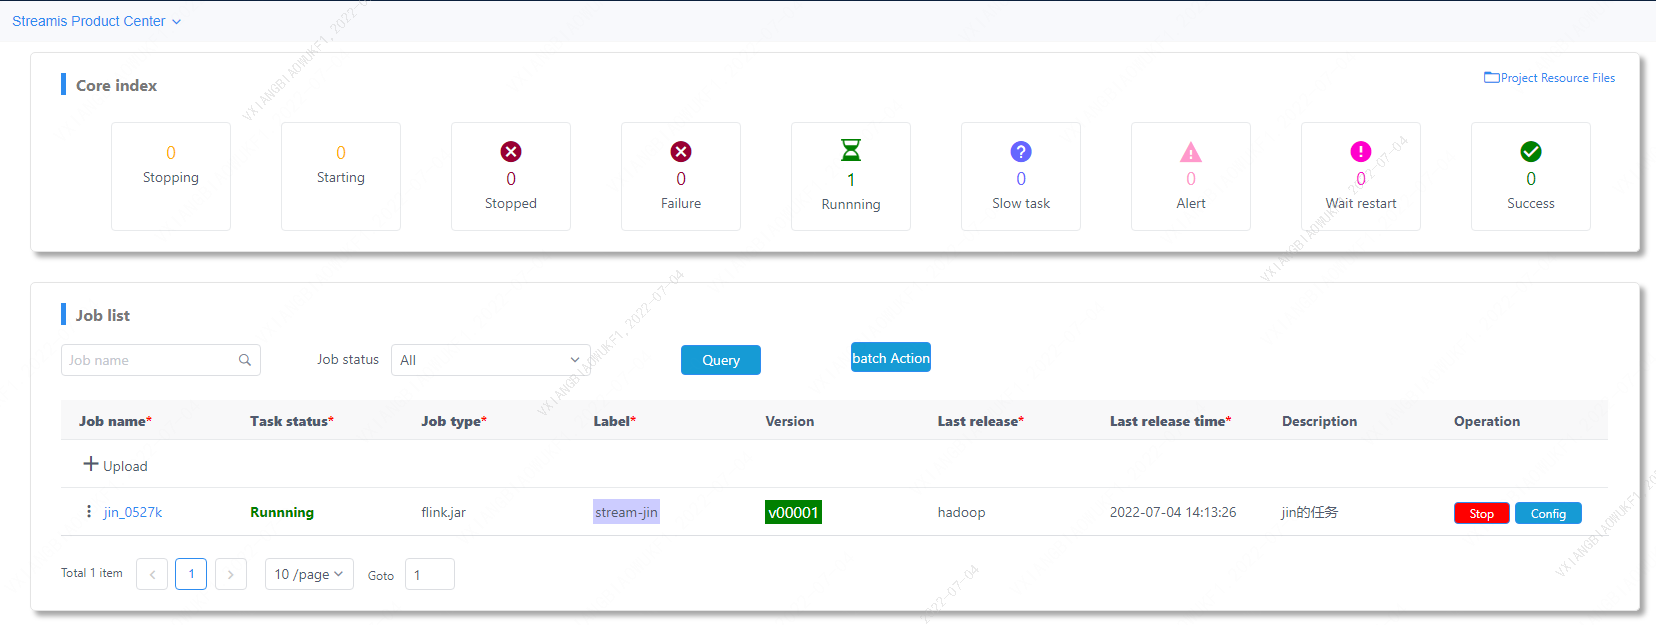 Streamis Product Center
Core index
Project Resource Files
0 0 0 0 1 0 0 0 0
Stopping Starting Stopped Failure Runnning Slow task Alert Wait restart Success
Job list
Job name Job status All Query batch Action
Job name* Task status* Job type* Label* Version Last release* Last release time* Description Operation
Upload
jin_0527k Runnning flink.jar stream-jin v00001 hadoop 2022-07-04 14:13:26 jin的任务 Stop Config
Total 1 item < 1 > 10 /page Goto 1